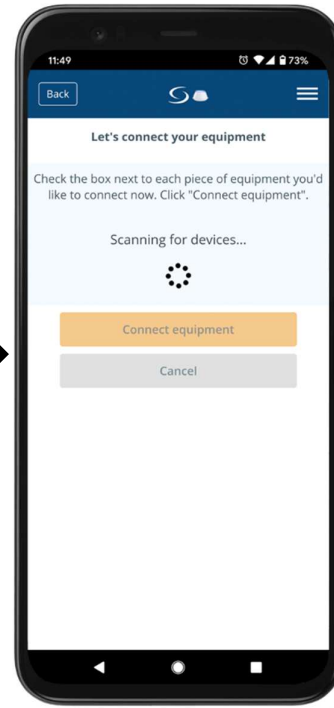 11:49 73%
Back
Let's connect your equipment
Check the box next to each piece of equipment you'd
like to connect now. Click "Connect equipment".
Scanning for devices...
Connect equipment
Cancel